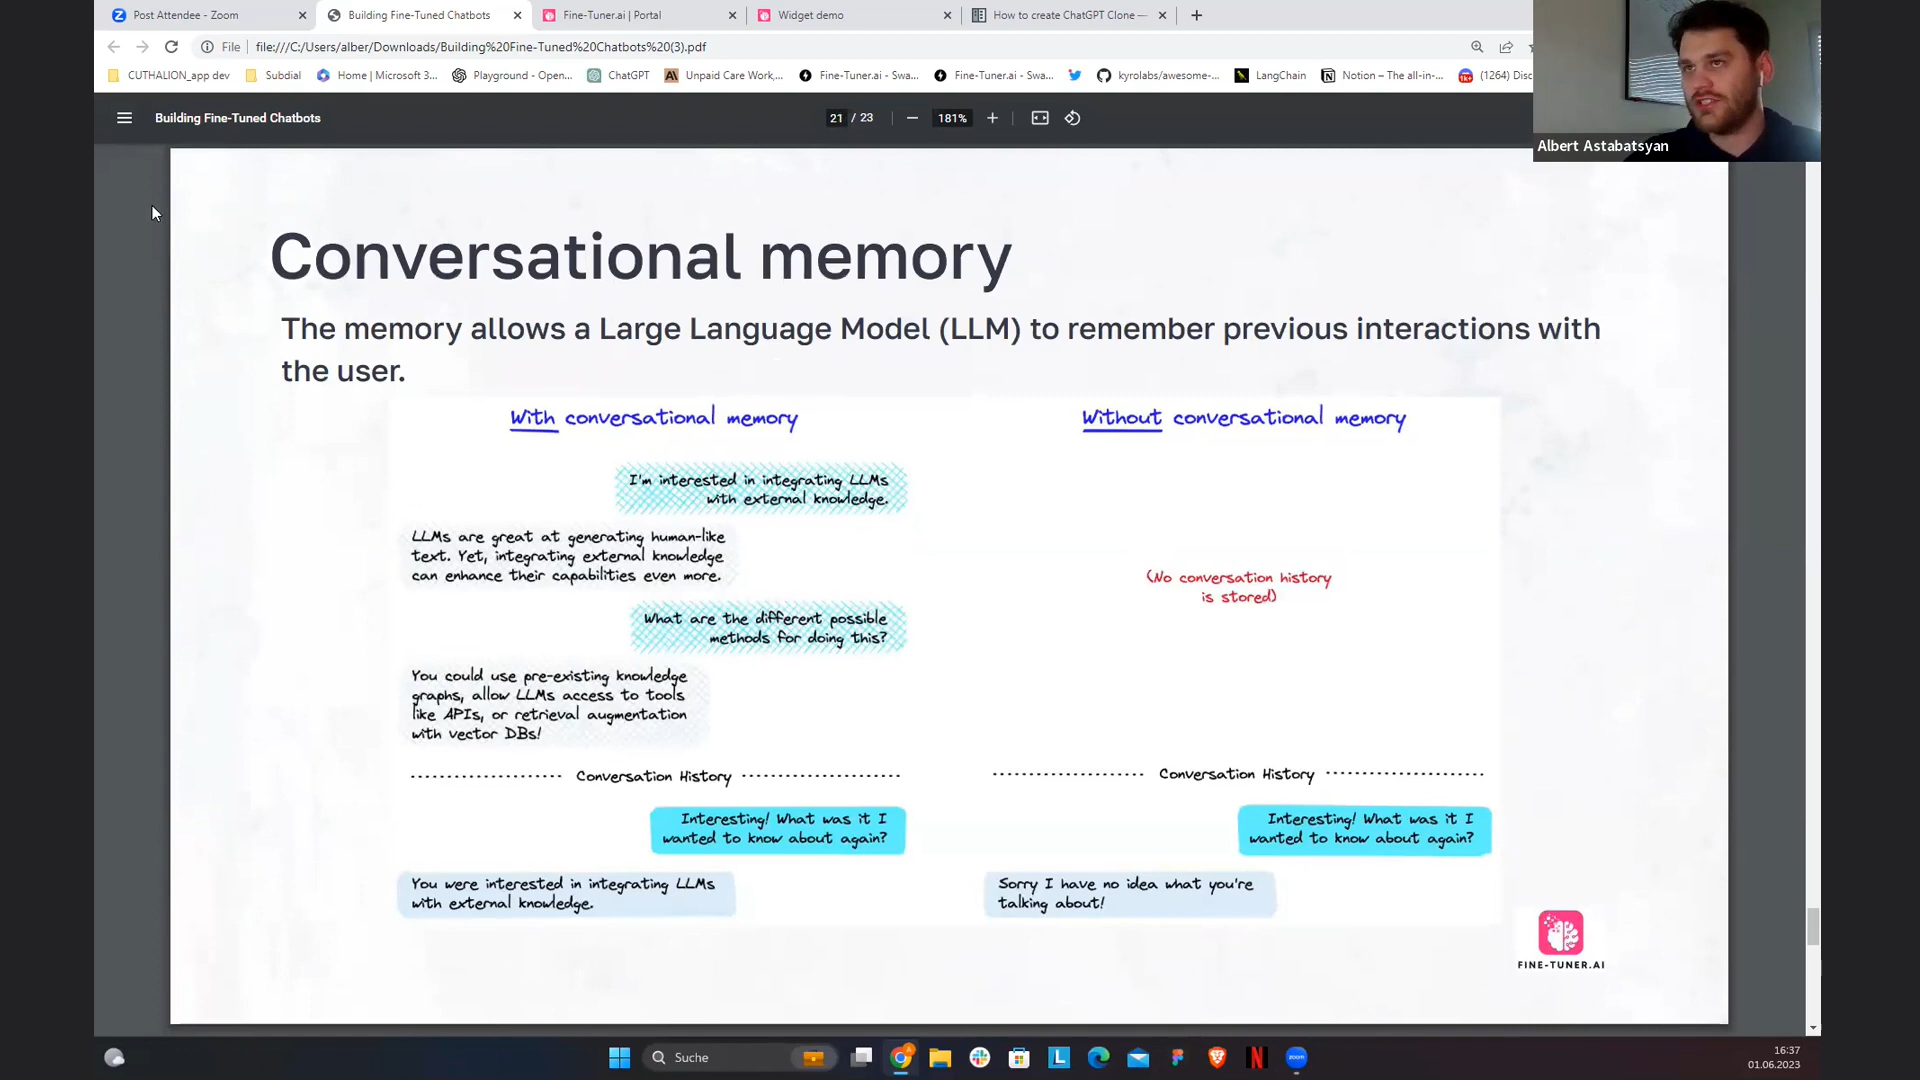 Post Attendee - Zoom
Building Fine-Tuned Chatbots
Fine-Tuner.ai | Portal
Widget demo
How to create ChatGPT Clone —
File
file:///C:/Users/alber/Downloads/Building%20Fine-Tuned%20Chatbots%20(3).pdf
CUTHALION_app dev
Subdial
Home | Microsoft 3...
Playground - Open...
ChatGPT
Unpaid Care Work,...
Fine-Tuner.ai - Swa...
Fine-Tuner.ai - Swa...
kyrolabs/awesome-...
LangChain
Notion – The all-in-...
(1264) Disc
Building Fine-Tuned Chatbots
21 / 23
181%
Albert Astabatsyan
Conversational memory
The memory allows a Large Language Model (LLM) to remember previous interactions with
the user.
With conversational memory
I'm interested in integrating LLMs
with external knowledge.
LLMs are great at generating human-like
text. Yet, integrating external knowledge
can enhance their capabilities even more.
What are the different possible
methods for doing this?
You could use pre-existing knowledge
graphs, allow LLMs access to tools
like APIs, or retrieval augmentation
with vector DBs!
Conversation History
Interesting! What was it I
wanted to know about again?
You were interested in integrating LLMs
with external knowledge.
Without conversational memory
(No conversation history
is stored)
Conversation History
Interesting! What was it I
wanted to know about again?
Sorry I have no idea what you're
talking about!
FINE-TUNER.AI
Suche
16:37
01.06.2023